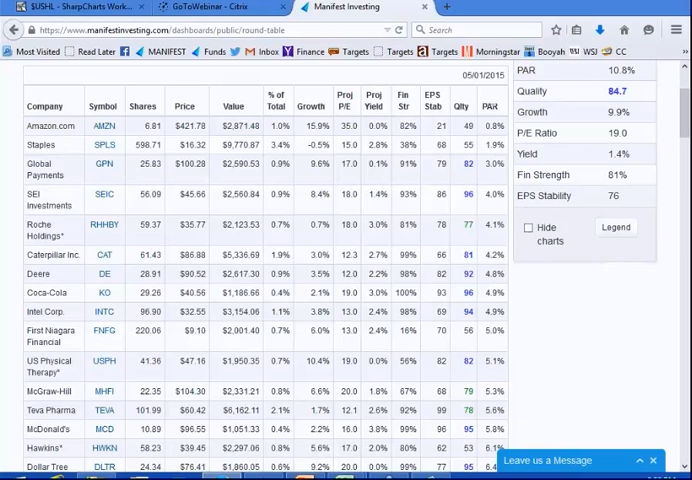 $USHL - SharpCharts Work... × GoToWebinar - Citrix × Manifest Investing × +
https://www.manifestinvesting.com/dashboards/public/round-table Search
Most Visited Read Later MANIFEST Funds Twitter Inbox Yahoo Finance Targets Targets Morningstar Booyah WSJ CC
05/01/2015
Company Symbol Shares Price Value % of Total Growth Proj P/E Proj Yield Fin Str EPS Stab Qlty PAR
Amazon.com AMZN 6.81 $421.78 $2,871.48 1.0% 15.9% 35.0 0.0% 82% 21 49 0.8%
Staples SPLS 598.71 $16.32 $9,770.87 3.4% -0.5% 15.0 2.8% 38% 68 55 1.9%
Global Payments GPN 25.83 $100.28 $2,590.53 0.9% 9.6% 17.0 0.1% 59% 79 82 3.0%
SEI Investments SEIC 56.09 $45.66 $2,560.84 0.9% 8.4% 18.0 1.4% 93% 86 96 4.0%
Roche Holdings* RHHBY 59.37 $35.77 $2,123.53 0.7% 0.7% 18.0 3.0% 81% 78 77 4.1%
Caterpillar Inc. CAT 61.43 $86.88 $5,336.69 1.9% 3.0% 12.3 2.7% 99% 66 81 4.2%
Deere DE 28.91 $90.52 $2,617.30 0.9% 3.5% 12.0 2.2% 98% 82 92 4.8%
Coca-Cola KO 29.26 $40.56 $1,186.66 0.4% 2.1% 19.0 3.0% 100% 93 96 4.9%
Intel Corp. INTC 96.90 $32.55 $3,154.06 1.1% 3.8% 13.0 2.4% 98% 69 94 4.9%
First Niagara Financial FNFG 220.06 $9.10 $2,001.40 0.7% 6.0% 13.0 2.4% 16% 70 56 5.0%
US Physical Therapy* USPH 41.36 $47.16 $1,950.35 0.7% 10.4% 19.0 0.0% 56% 82 82 5.1%
McGraw-Hill MHFI 22.35 $104.30 $2,331.21 0.8% 6.6% 20.0 1.8% 67% 68 79 5.3%
Teva Pharma TEVA 101.99 $60.42 $6,162.11 2.1% 1.7% 12.1 2.6% 92% 99 78 5.6%
McDonald's MCD 10.89 $96.55 $1,051.33 0.4% 2.2% 16.0 3.8% 99% 96 95 5.8%
Hawkins* HWKN 58.23 $39.45 $2,297.06 0.8% 5.6% 17.0 2.0% 80% 62 53 6.1%
Dollar Tree DLTR 24.34 $76.41 $1,860.05 0.6% 9.2% 20.0 0.0% 99% 77 95
PAR 10.8%
Quality 84.7
Growth 9.9%
P/E Ratio 19.0
Yield 1.4%
Fin Strength 81%
EPS Stability 76
Hide charts Legend
Leave us a Message